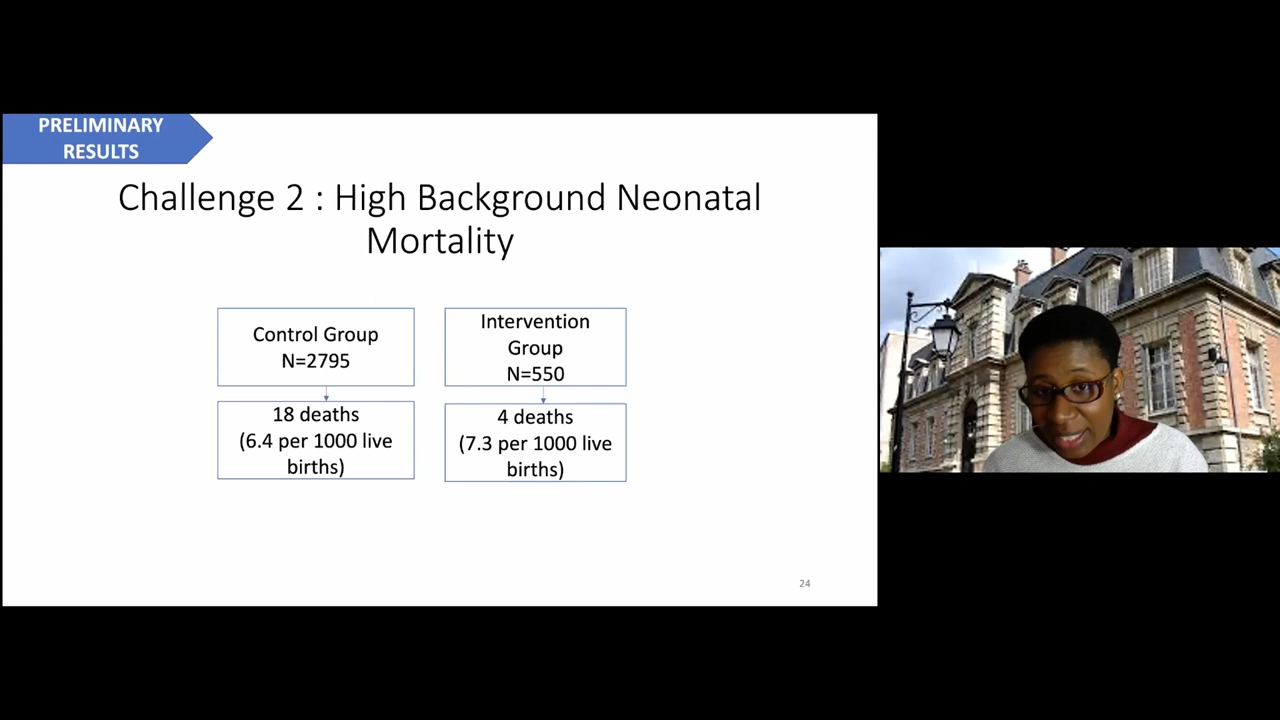 PRELIMINARY
RESULTS
Challenge 2 : High Background Neonatal
Mortality
Control Group
N=2795
Intervention
Group
N=550
18 deaths
(6.4 per 1000 live
births)
4 deaths
(7.3 per 1000 live
births)
24